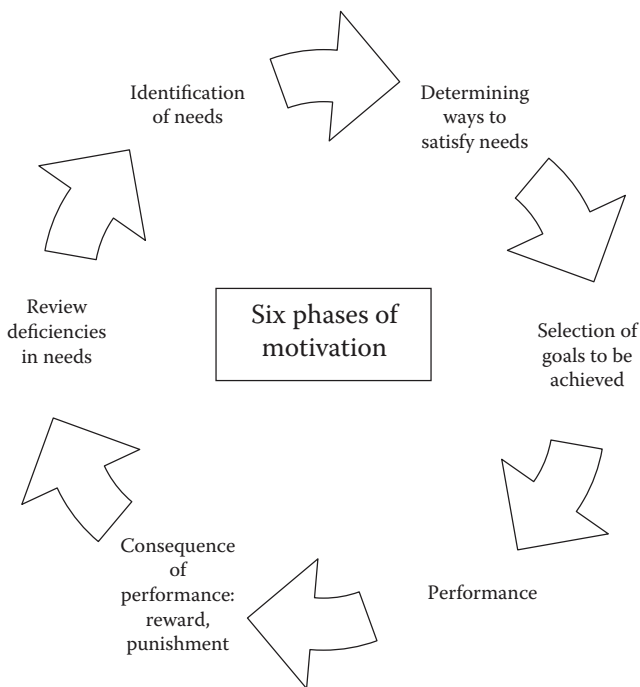 Identification
of needs
Determining
ways to
satisfy needs
Selection of
goals to be
achieved
Performance
Consequence
of
performance:
reward,
punishment
Review
deficiencies
in needs
Six phases of
motivation